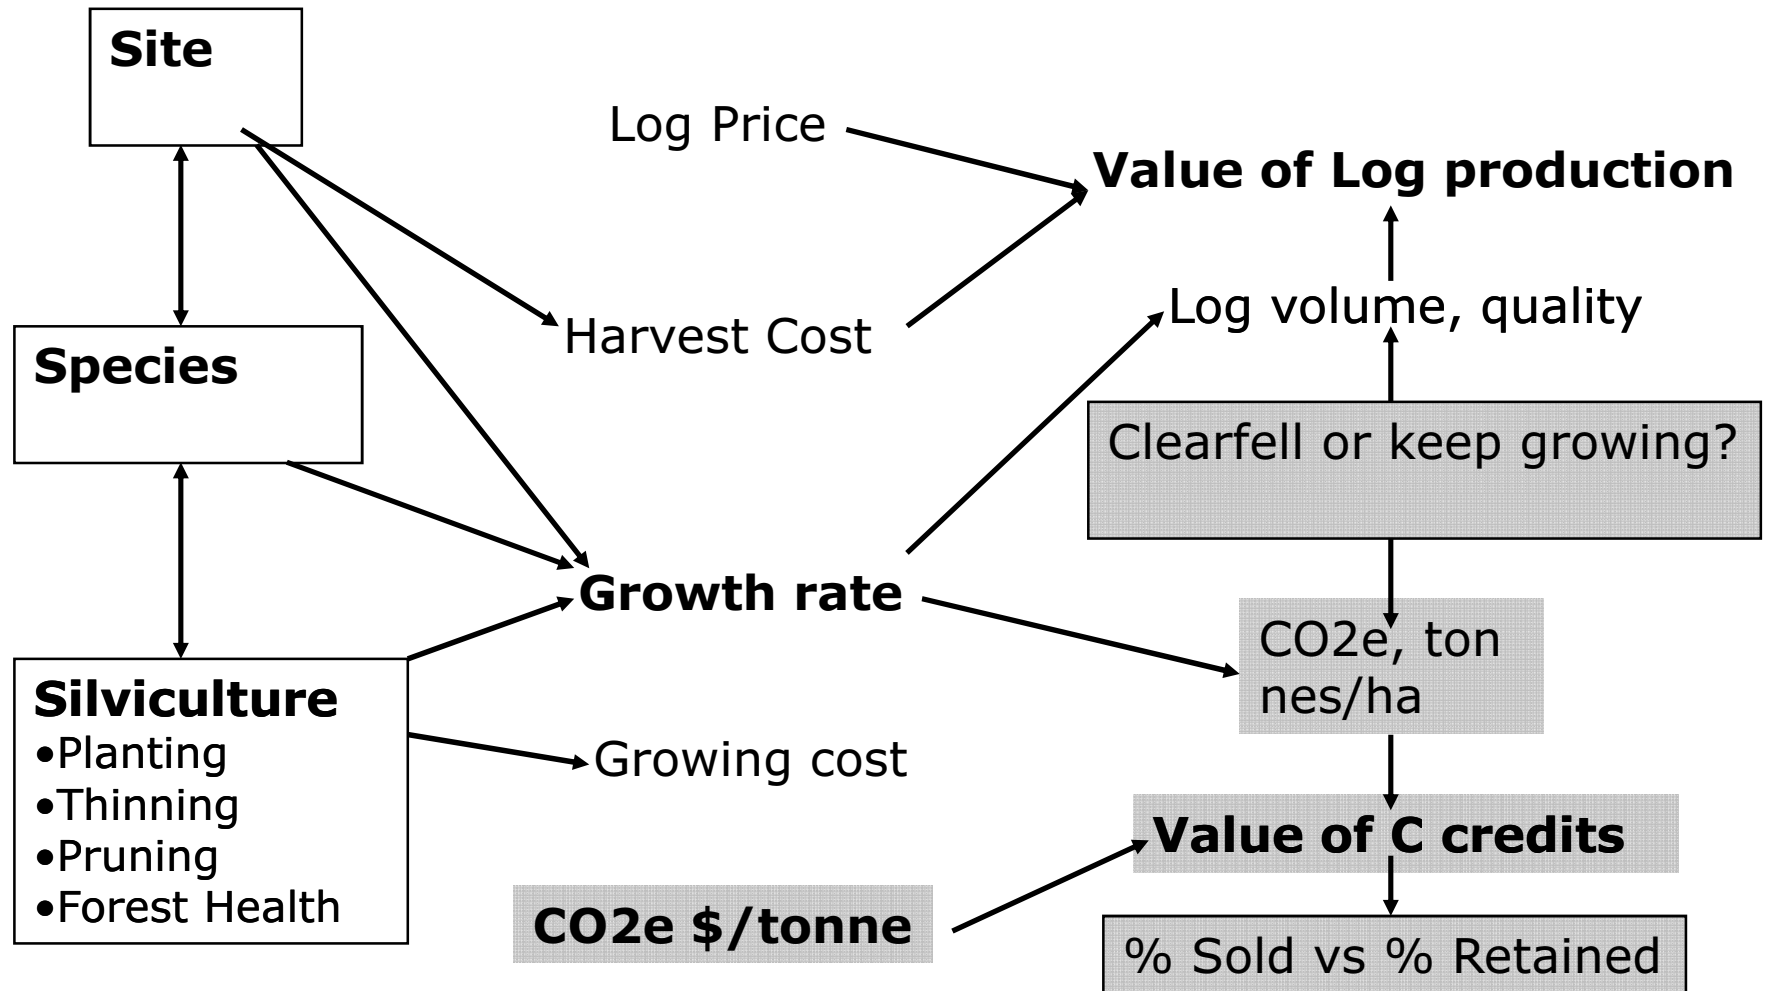 Site
Log Price
Value of Log production
Log volume, quality
Harvest Cost
Species
Clearfell or keep growing?
Growth rate
CO2e, ton
nes/ha
Silviculture
•Planting
•Thinning
•Pruning
•Forest Health
Growing cost
Value of C credits
CO2e $/tonne
% Sold vs % Retained